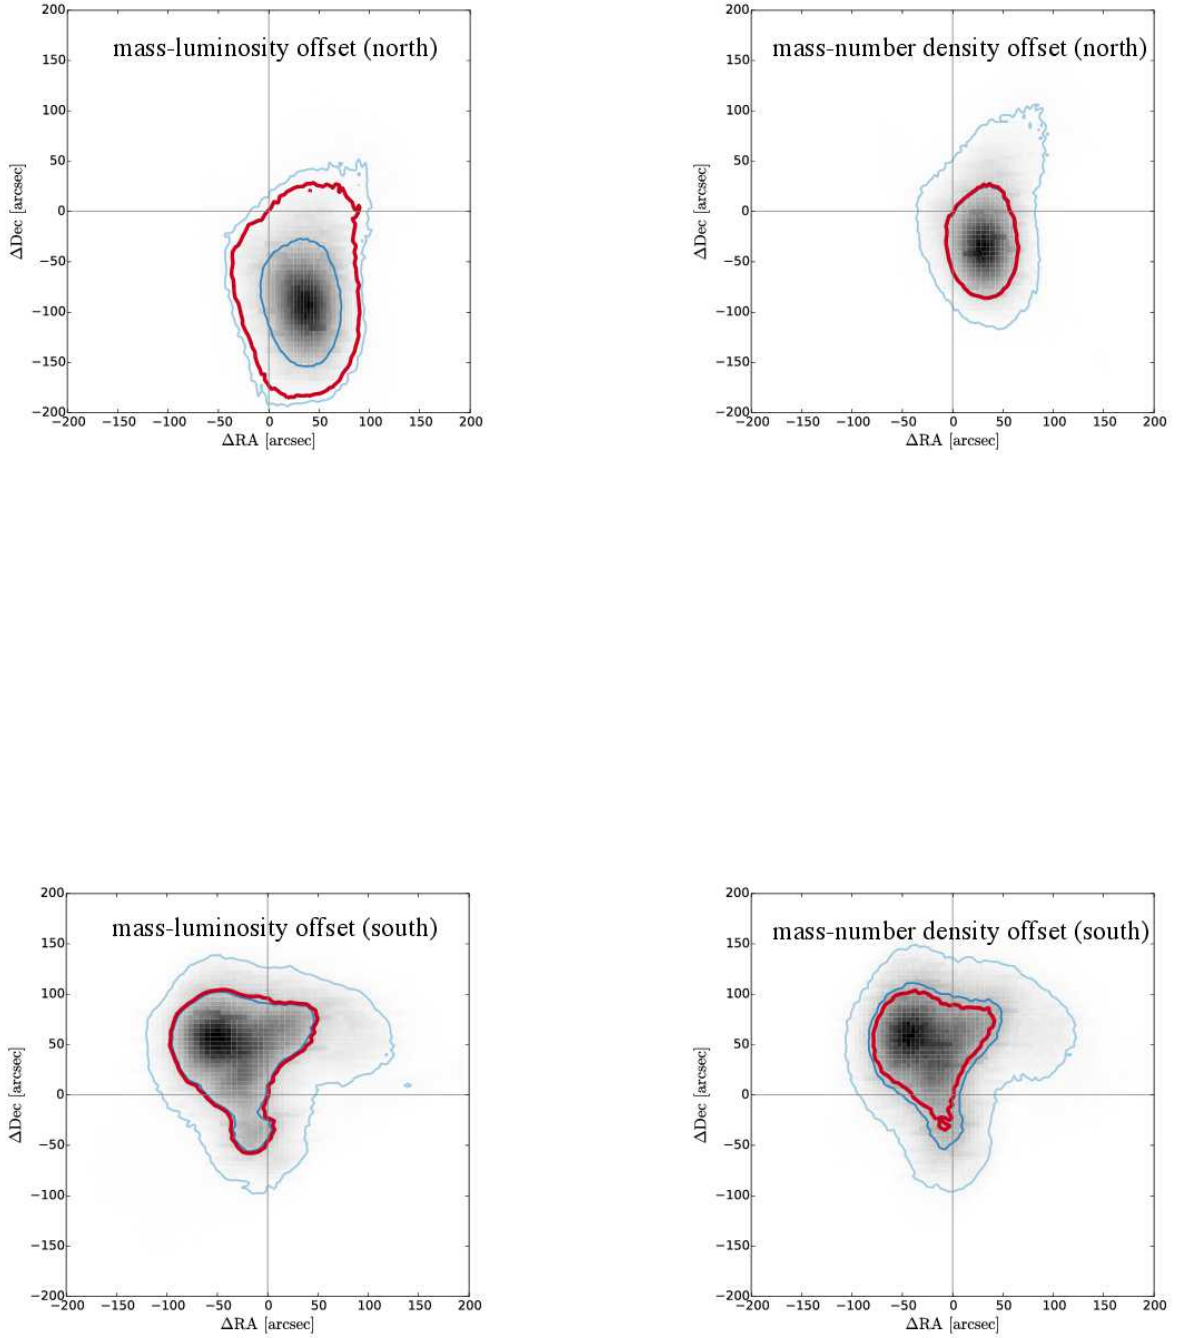 mass-luminosity offset (north)
200
150
100
50
0
−50
−100
−150
−200
−200 −150 −100 −50 0 50 100 150 200
ΔRA [arcsec]
ΔDec [arcsec]
mass-number density offset (north)
200
150
100
50
0
−50
−100
−150
−200
−200 −150 −100 −50 0 50 100 150 200
ΔRA [arcsec]
ΔDec [arcsec]
mass-luminosity offset (south)
200
150
100
50
0
−50
−100
−150
−200
−200 −150 −100 −50 0 50 100 150 200
ΔRA [arcsec]
ΔDec [arcsec]
mass-number density offset (south)
200
150
100
50
0
−50
−100
−150
−200
−200 −150 −100 −50 0 50 100 150 200
ΔRA [arcsec]
ΔDec [arcsec]